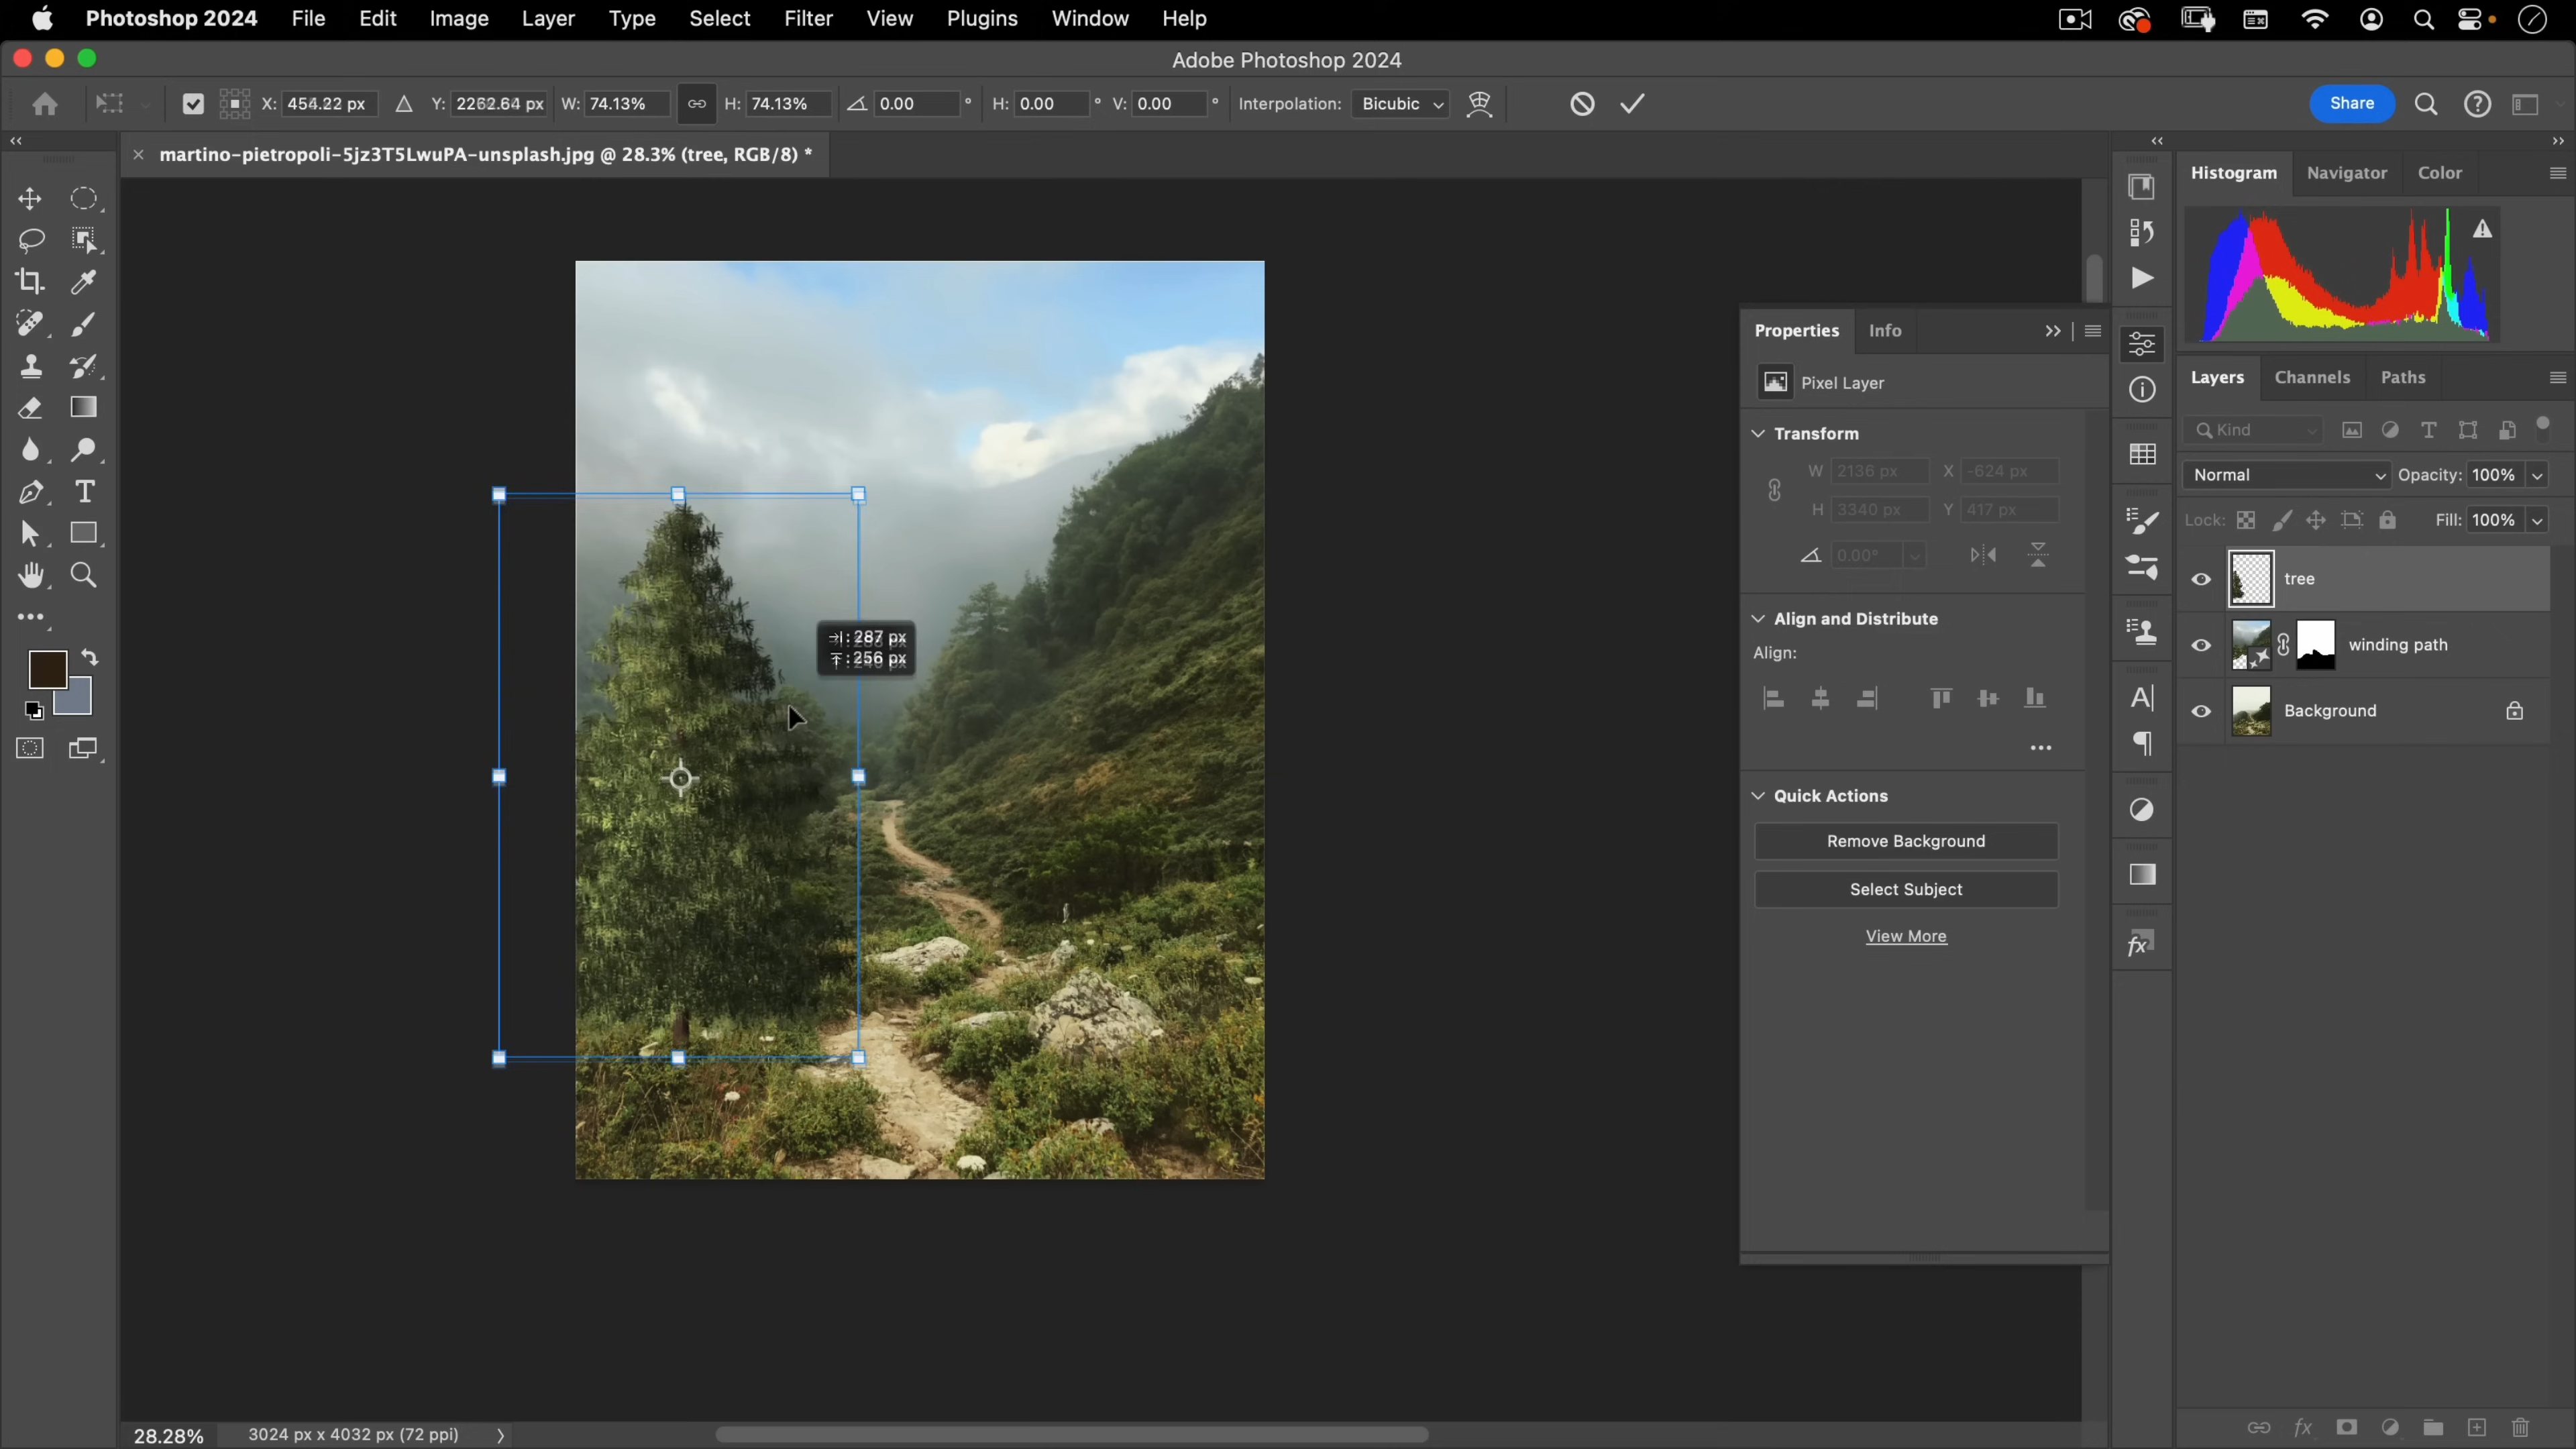 Photoshop 2024 File Edit Image Layer Type Select Filter View Plugins Window Help
Adobe Photoshop 2024
X: 454.22 px Y: 2262.64 px W: 74.13% H: 74.13% 0.00 ° H: 0.00 ° V: 0.00 ° Interpolation: Bicubic Share
martino-pietropoli-5jz3T5LwuPA-unsplash.jpg @ 28.3% (tree, RGB/8) *
Histogram Navigator Color
Properties Info
Pixel Layer
Transform
W 2136 px X -624 px
H 3340 px Y 417 px
0.00°
Align and Distribute
Align:
Quick Actions
Remove Background
Select Subject
View More
: 287 px
: 256 px
Layers Channels Paths
Kind
Normal Opacity: 100%
Lock: Fill: 100%
tree
winding path
Background
28.28% 3024 px x 4032 px (72 ppi)